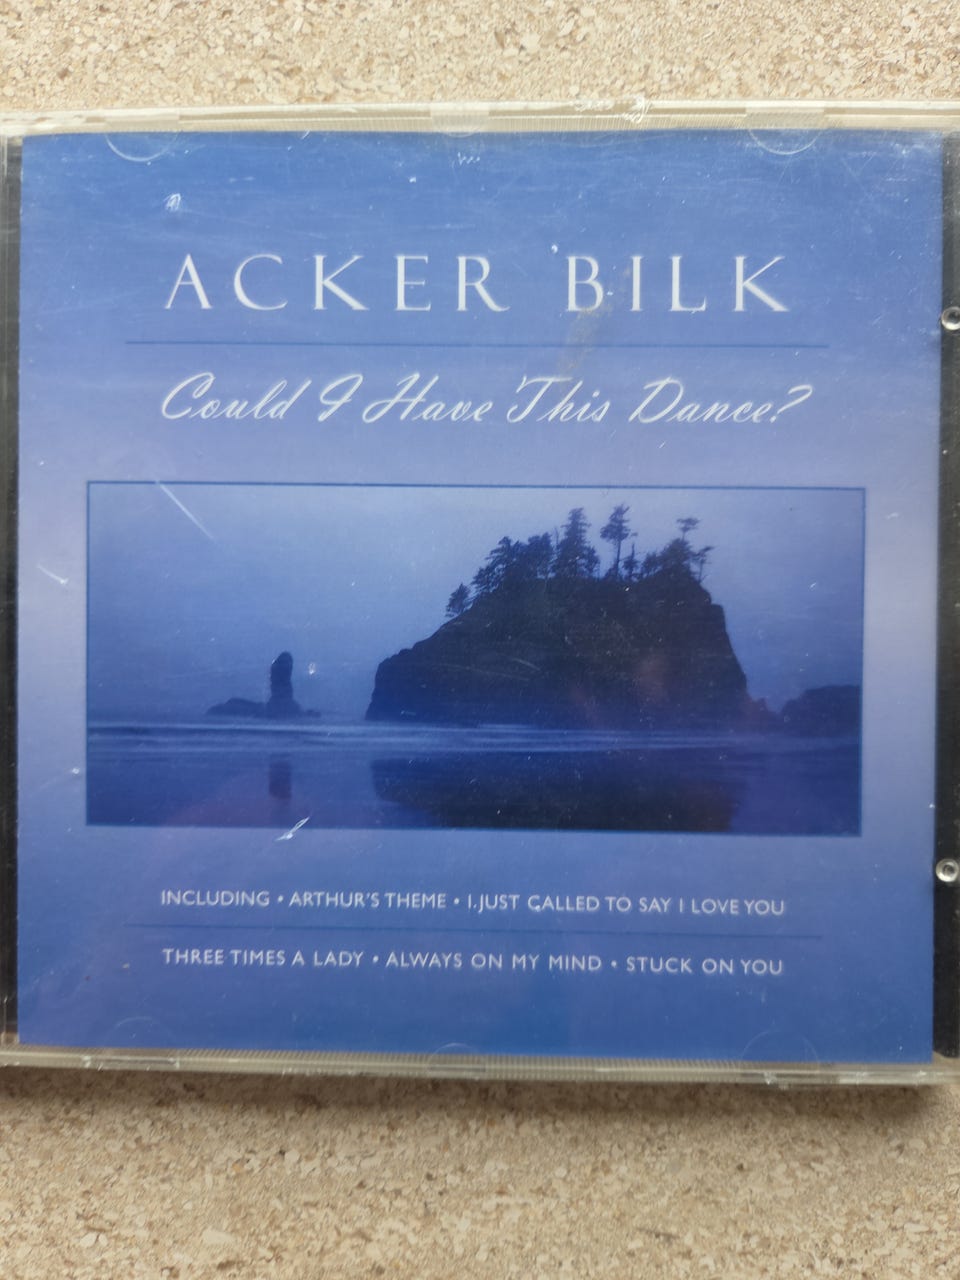 ACKER BILK
Could I Have This Dance?
INCLUDING • ARTHUR'S THEME • I JUST CALLED TO SAY I LOVE YOU
THREE TIMES A LADY • ALWAYS ON MY MIND • STUCK ON YOU